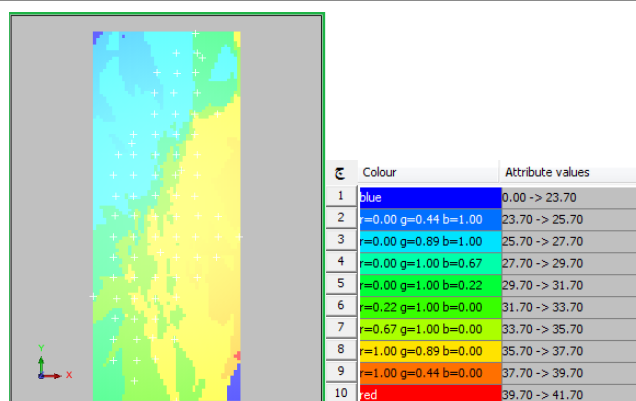 Y
X
Colour Attribute values
1 blue 0.00 -> 23.70
2 r=0.00 g=0.44 b=1.00 23.70 -> 25.70
3 r=0.00 g=0.89 b=1.00 25.70 -> 27.70
4 r=0.00 g=1.00 b=0.67 27.70 -> 29.70
5 r=0.00 g=1.00 b=0.22 29.70 -> 31.70
6 r=0.22 g=1.00 b=0.00 31.70 -> 33.70
7 r=0.67 g=1.00 b=0.00 33.70 -> 35.70
8 r=1.00 g=0.89 b=0.00 35.70 -> 37.70
9 r=1.00 g=0.44 b=0.00 37.70 -> 39.70
10 red 39.70 -> 41.70